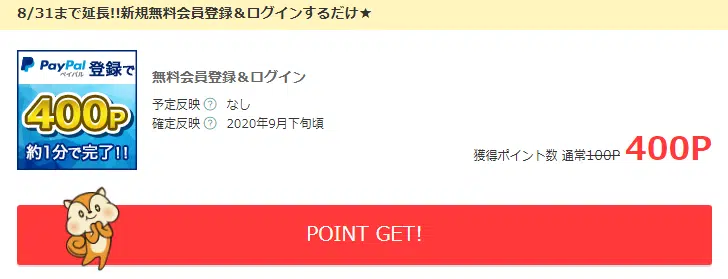 8/31まで延長!!新規無料会員登録＆ログインするだけ★
PayPal 登録で
ペイパル
400P
約1分で完了!!
無料会員登録＆ログイン
予定反映 ? なし
確定反映 ? 2020年9月下旬頃
獲得ポイント数 通常100P 400P
POINT GET!